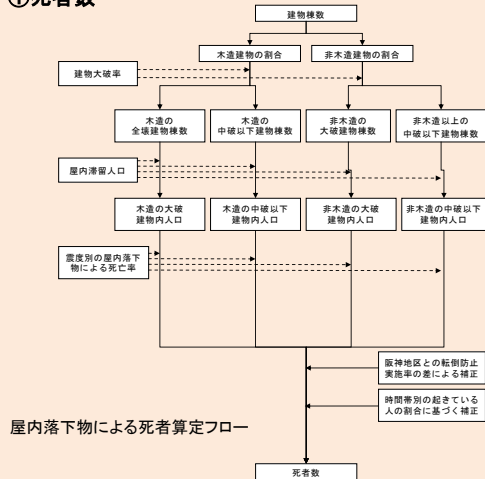 ①死者数
建物棟数
木造建物の割合
非木造建物の割合
建物大破率
木造の
全壊建物棟数
木造の
中破以下建物棟数
非木造の
大破建物棟数
非木造以上の
中破以下建物棟数
屋内滞留人口
木造の大破
建物内人口
木造の中破以下
建物内人口
非木造の大破
建物内人口
非木造の中破以下
建物内人口
震度別の屋内落下
物による死亡率
阪神地区との転倒防止
実施率の差による補正
時間帯別の起きている
人の割合に基づく補正
屋内落下物による死者算定フロー
死者数